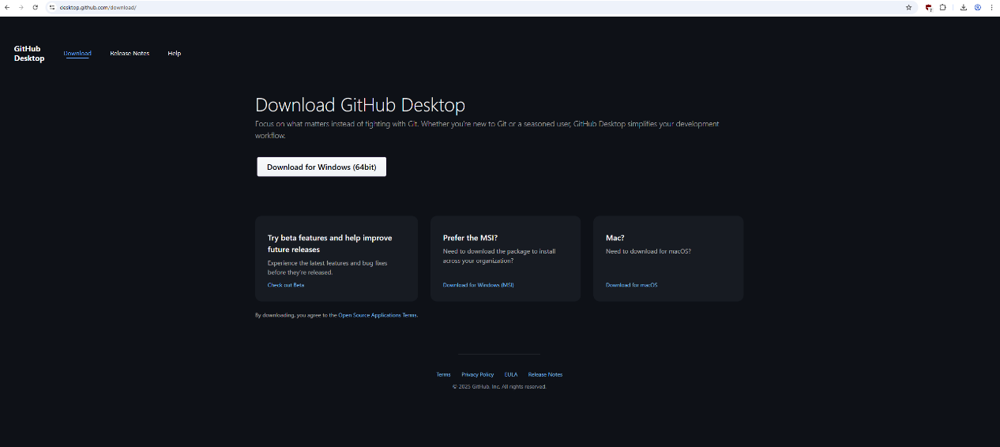 desktop.github.com/download/
7
GitHub
Desktop
Download
Release Notes
Help
Download GitHub Desktop
Focus on what matters instead of fighting with Git. Whether you're new to Git or a seasoned user, GitHub Desktop simplifies your development
workflow.
Download for Windows (64bit)
Try beta features and help improve
future releases
Experience the latest features and bug fixes
before they're released.
Check out Beta
Prefer the MSI?
Need to download the package to install
across your organization?
Download for Windows (MSI)
Mac?
Need to download for macOS?
Download for macOS
By downloading, you agree to the Open Source Applications Terms.
Terms
Privacy Policy
EULA
Release Notes
© 2025 GitHub, Inc. All rights reserved.